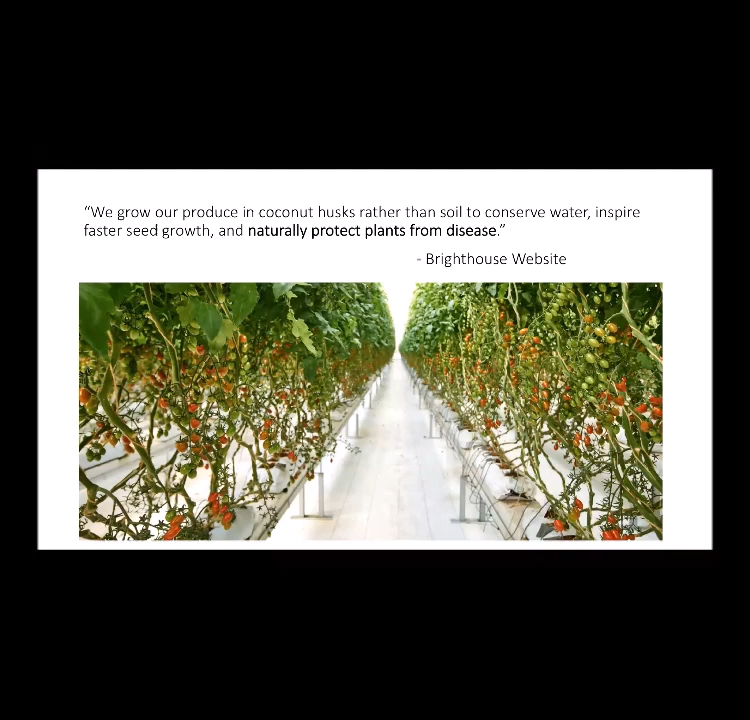 “We grow our produce in coconut husks rather than soil to conserve water, inspire
faster seed growth, and naturally protect plants from disease.”
- Brighthouse Website